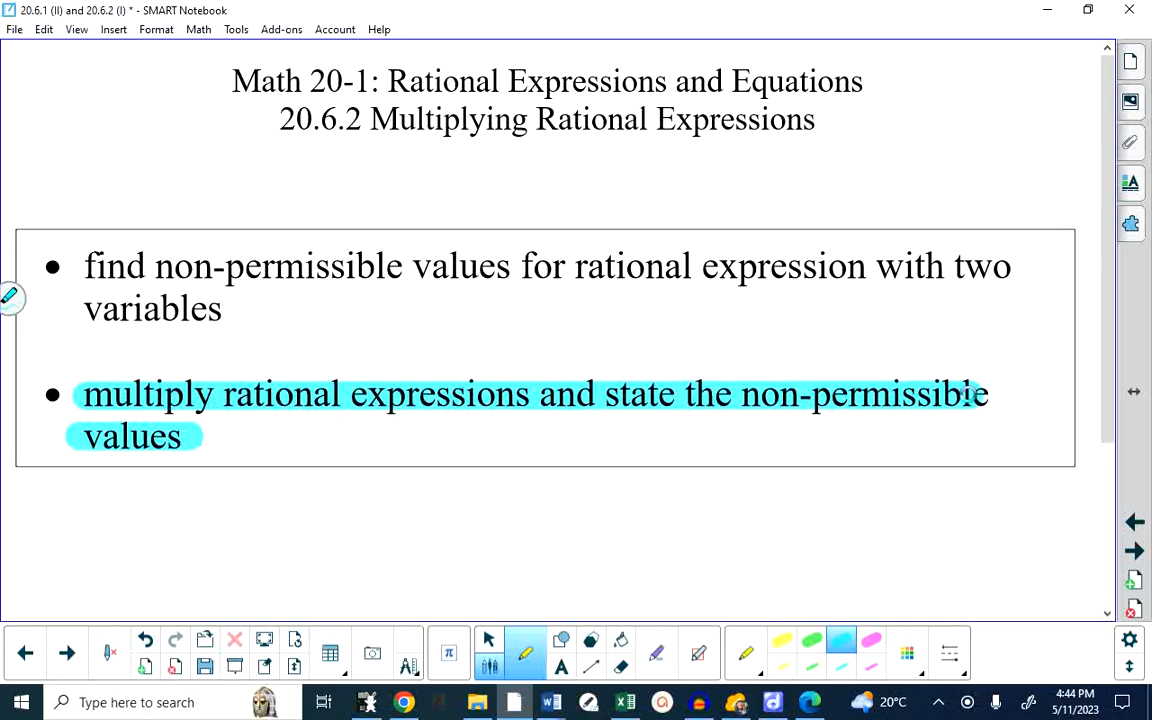 20.6.1 (II) and 20.6.2 (I) * - SMART Notebook
File Edit View Insert Format Math Tools Add-ons Account Help
Math 20-1: Rational Expressions and Equations
20.6.2 Multiplying Rational Expressions
• find non-permissible values for rational expression with two
variables
• multiply rational expressions and state the non-permissible
values
Type here to search
20°C
4:44 PM
5/11/2023